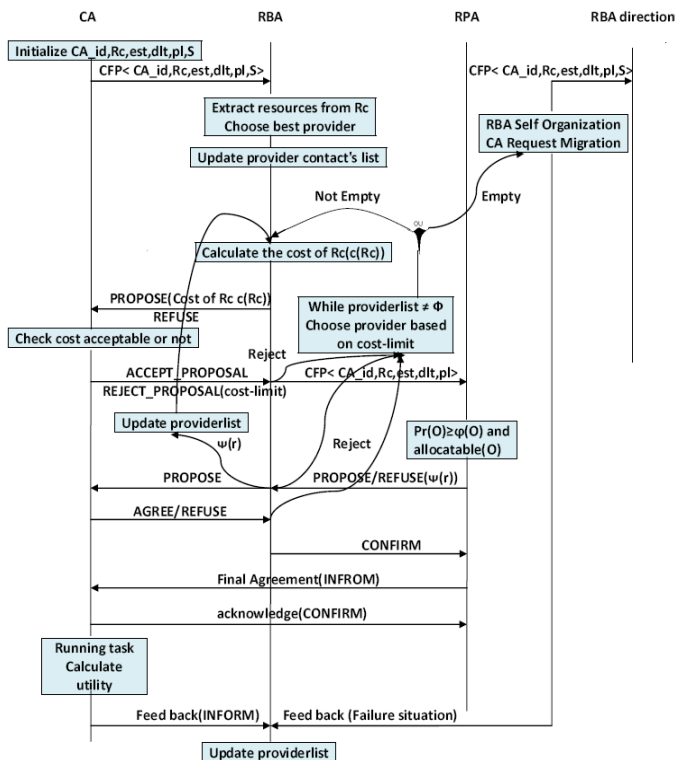 CA RBA RPA RBA direction
Initialize CA_id,Rc,est,dlt,pl,S
CFP< CA_id,Rc,est,dlt,pl,S> CFP< CA_id,Rc,est,dlt,pl,S>
Extract resources from Rc
Choose best provider
RBA Self Organization
CA Request Migration
Update provider contact's list
Not Empty Empty
Calculate the cost of Rc(c(Rc))
PROPOSE(Cost of Rc c(Rc))
REFUSE
While providerlist ≠ Φ
Choose provider based
on cost-limit
Check cost acceptable or not
Reject
ACCEPT_PROPOSAL CFP< CA_id,Rc,est,dlt,pl>
REJECT_PROPOSAL(cost-limit)
Update providerlist
Pr(O)≥φ(O) and
allocatable(O)
Ψ(r) Reject
PROPOSE PROPOSE/REFUSE(Ψ(r))
AGREE/REFUSE
CONFIRM
Final Agreement(INFROM)
acknowledge(CONFIRM)
Running task
Calculate
utility
Feed back(INFORM) Feed back (Failure situation)
Update providerlist